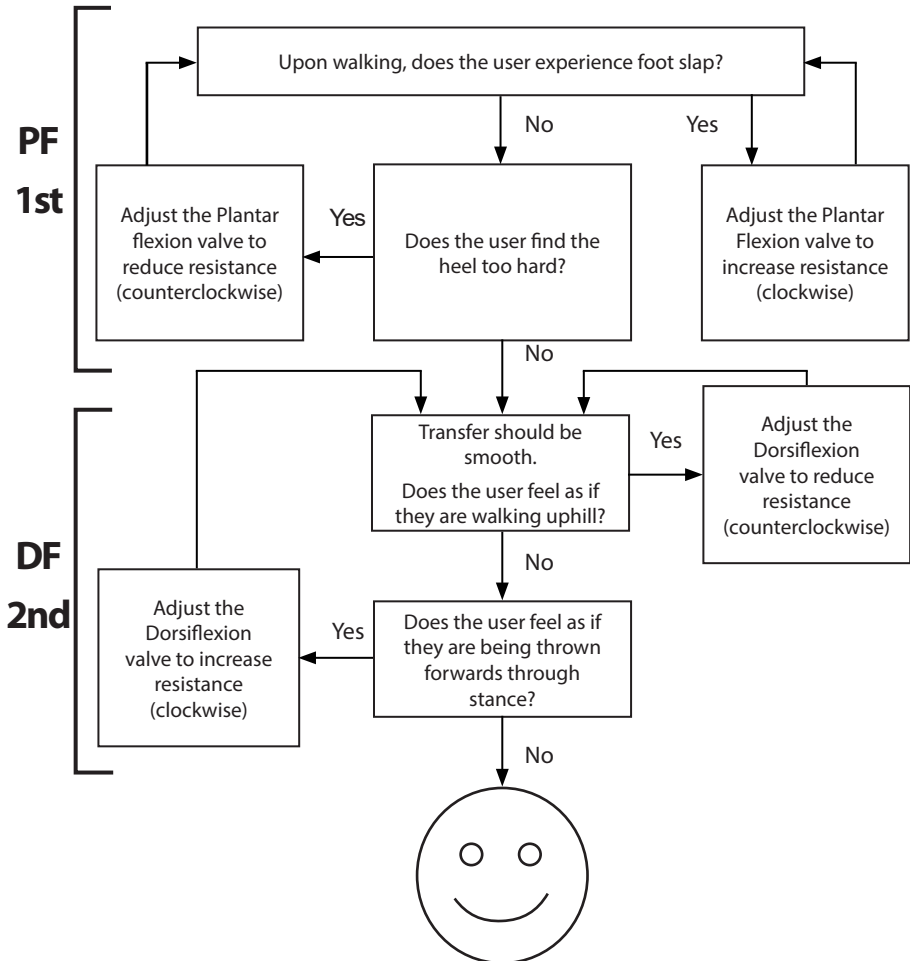 PF
1st
Upon walking, does the user experience foot slap?
No
Yes
Adjust the Plantar
flexion valve to
reduce resistance
(counterclockwise)
Yes
Does the user find the
heel too hard?
Adjust the Plantar
Flexion valve to
increase resistance
(clockwise)
No
DF
2nd
Transfer should be
smooth.
Does the user feel as if
they are walking uphill?
Yes
Adjust the
Dorsiflexion
valve to reduce
resistance
(counterclockwise)
No
Adjust the
Dorsiflexion
valve to increase
resistance
(clockwise)
Yes
Does the user feel as if
they are being thrown
forwards through
stance?
No